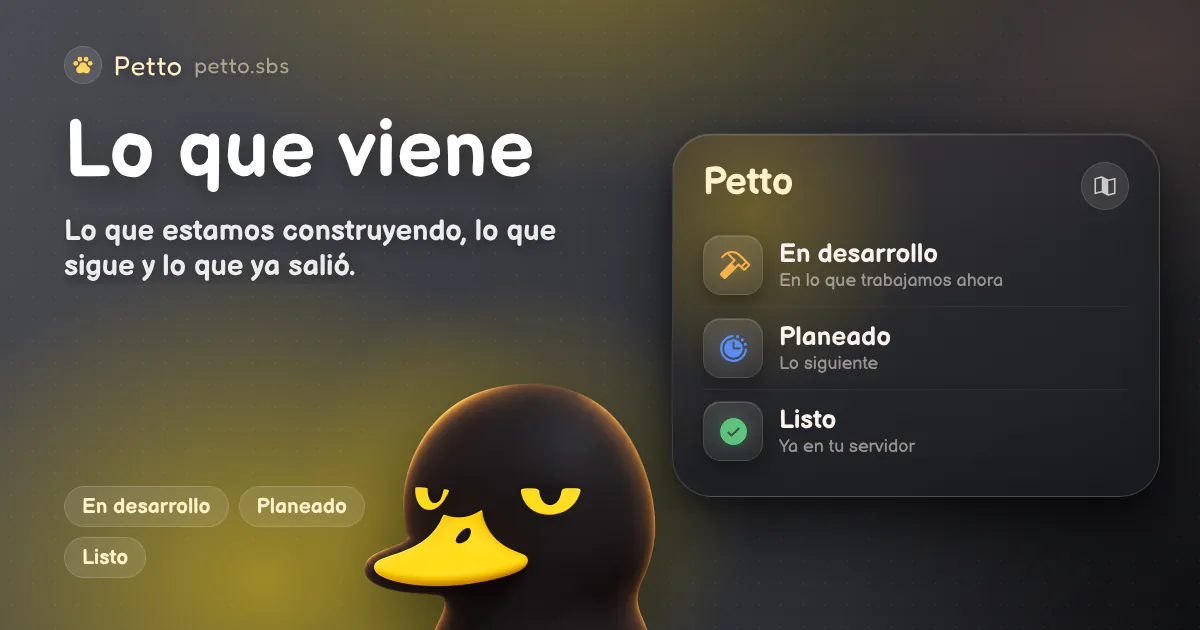 Petto petto.sbs
Lo que viene
Lo que estamos construyendo, lo que
sigue y lo que ya salió.
En desarrollo
Planeado
Listo
Petto
En desarrollo
En lo que trabajamos ahora
Planeado
Lo siguiente
Listo
Ya en tu servidor